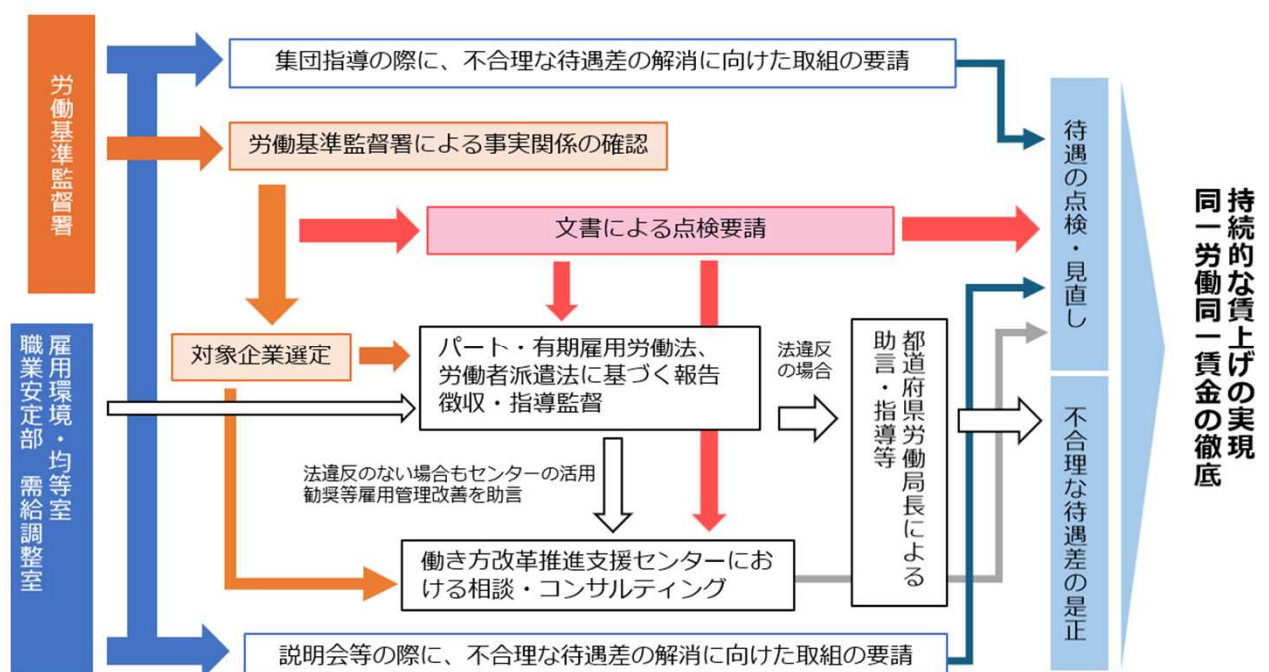 労働基準監督署
集団指導の際に、不合理な待遇差の解消に向けた取組の要請
労働基準監督署による事実関係の確認
文書による点検要請
対象企業選定
パート・有期雇用労働法、
労働者派遣法に基づく報告
徴収・指導監督
法違反
の場合
都道府県労働局長による
助言・指導等
雇用環境・均等室
職業安定部 需給調整室
法違反のない場合もセンターの活用
勧奨等雇用管理改善を助言
働き方改革推進支援センターにお
ける相談・コンサルティング
説明会等の際に、不合理な待遇差の解消に向けた取組の要請
待遇の点検・見直し
不合理な待遇差の是正
持続的な賃上げの実現
同一労働同一賃金の徹底